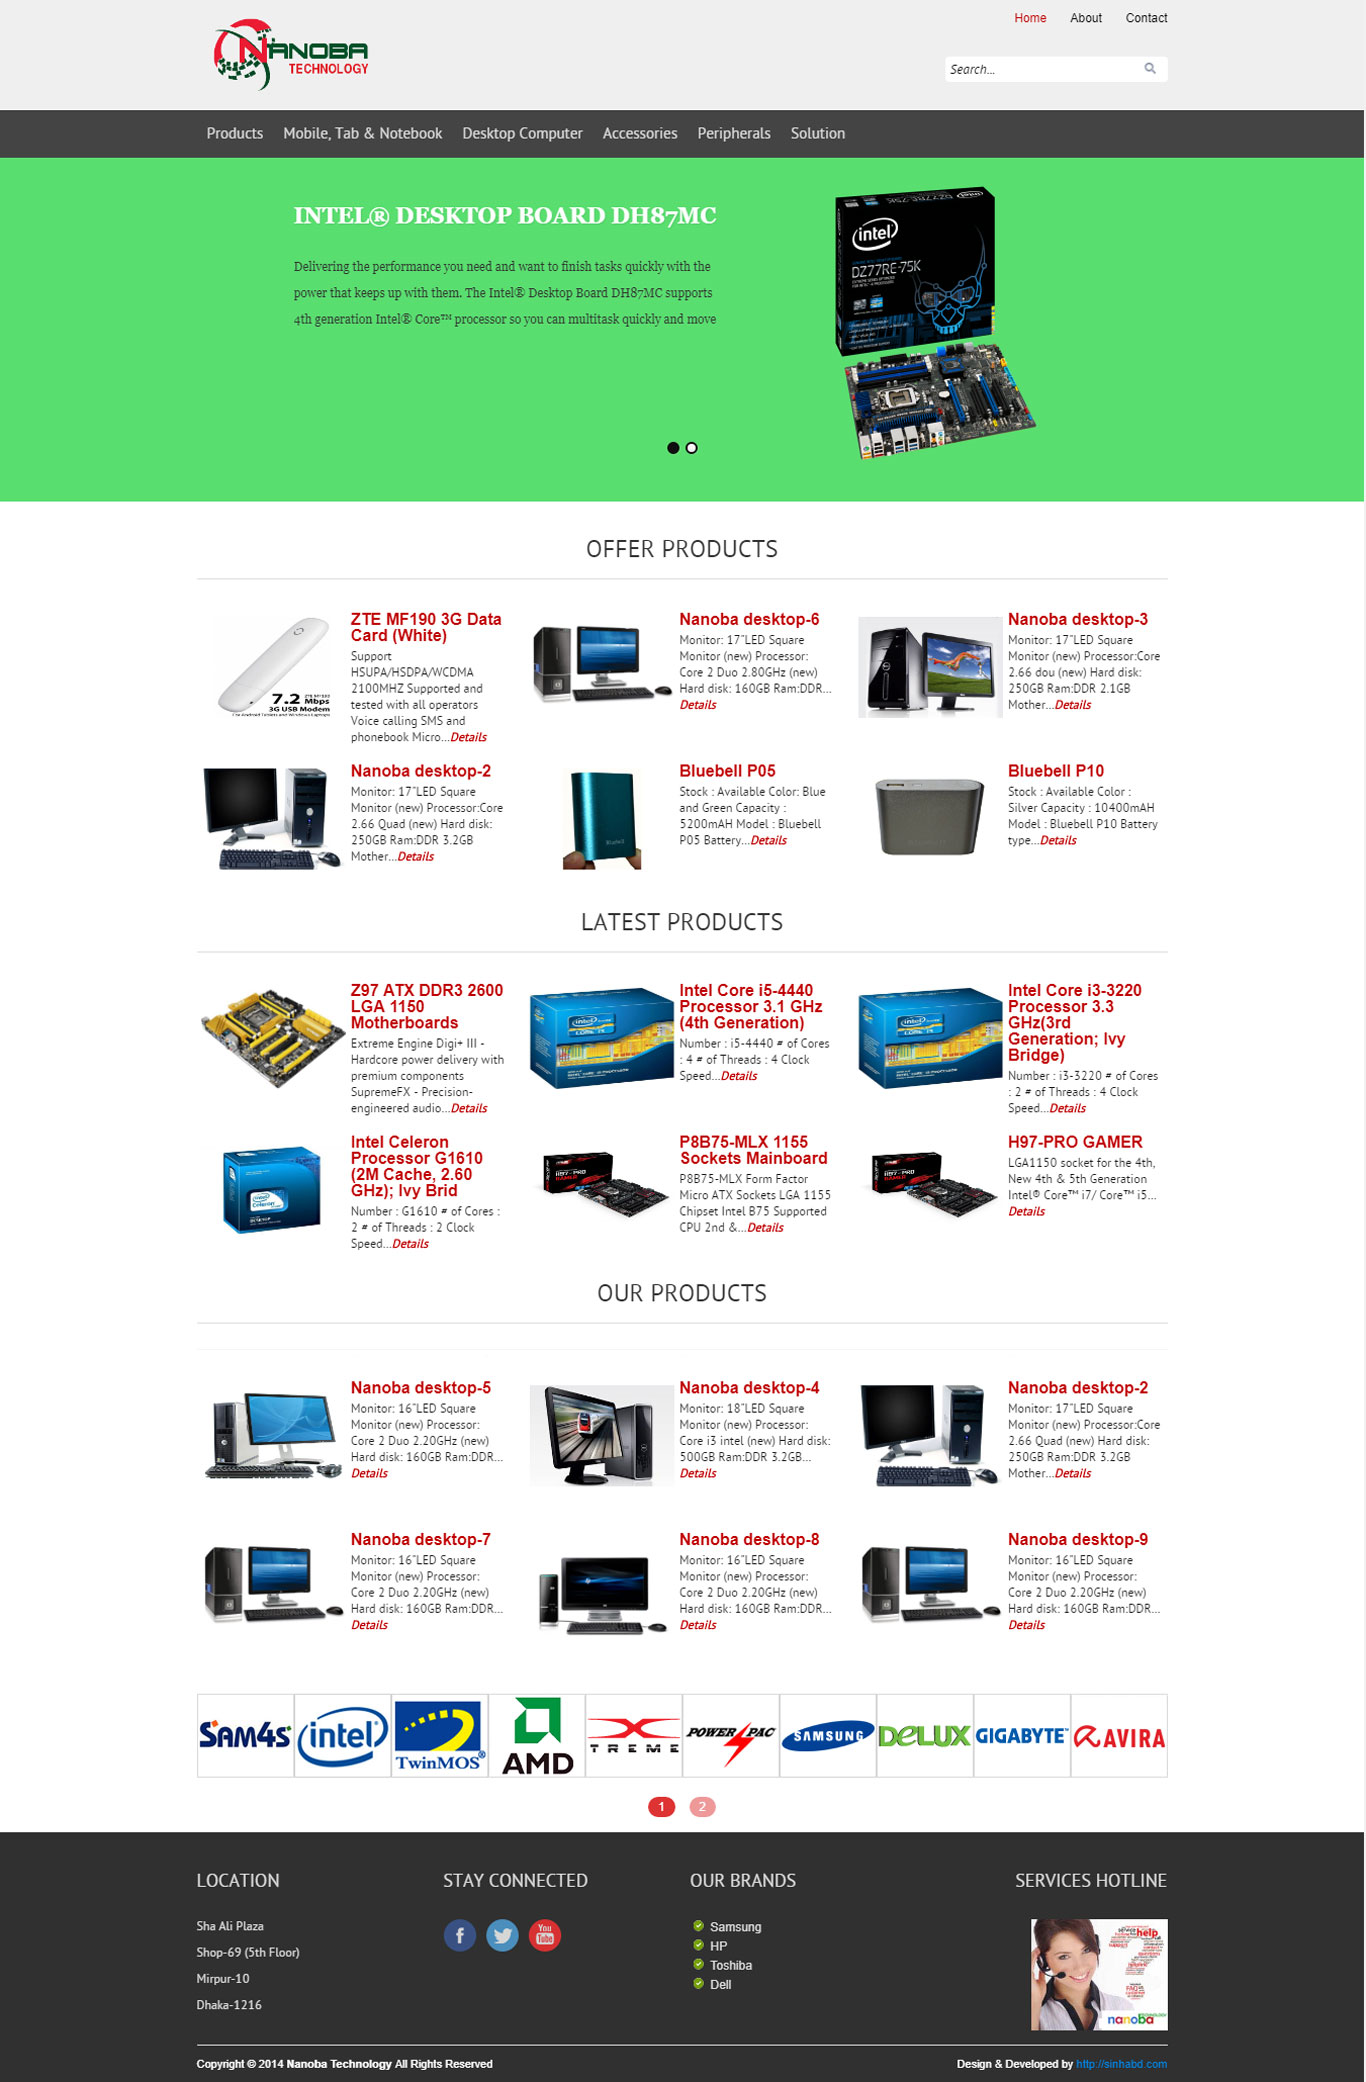 Home About Contact
NANOBA
TECHNOLOGY
Search...
Products Mobile, Tab & Notebook Desktop Computer Accessories Peripherals Solution
INTEL® DESKTOP BOARD DH87MC
Delivering the performance you need and want to finish tasks quickly with the
power that keeps up with them. The Intel® Desktop Board DH87MC supports
4th generation Intel® Core™ processor so you can multitask quickly and move
intel
DZ77RE-75K
OFFER PRODUCTS
7.2 Mbps
3G USB Modem
ZTE MF190 3G Data
Card (White)
Support
HSUPA/HSDPA/WCDMA
2100MHZ Supported and
tested with all operators
Voice calling SMS and
phonebook Micro...Details
Nanoba desktop-6
Monitor: 17"LED Square
Monitor (new) Processor:
Core 2 Duo 2.80GHz (new)
Hard disk: 160GB Ram:DDR...
Details
Nanoba desktop-3
Monitor: 17"LED Square
Monitor (new) Processor:Core
2.66 dou (new) Hard disk:
250GB Ram:DDR 2.1GB
Mother...Details
Nanoba desktop-2
Monitor: 17"LED Square
Monitor (new) Processor:Core
2.66 Quad (new) Hard disk:
250GB Ram:DDR 3.2GB
Mother...Details
Bluebell P05
Stock : Available Color: Blue
and Green Capacity :
5200mAH Model : Bluebell
P05 Battery...Details
Bluebell P10
Stock : Available Color :
Silver Capacity : 10400mAH
Model : Bluebell P10 Battery
type...Details
LATEST PRODUCTS
Z97 ATX DDR3 2600
LGA 1150
Motherboards
Extreme Engine Digi+ III -
Hardcore power delivery with
premium components
SupremeFX - Precision-
engineered audio...Details
Intel Core i5-4440
Processor 3.1 GHz
(4th Generation)
Number : i5-4440 # of Cores
: 4 # of Threads : 4 Clock
Speed...Details
Intel Core i3-3220
Processor 3.3
GHz(3rd
Generation; Ivy
Bridge)
Number : i3-3220 # of Cores
: 2 # of Threads : 4 Clock
Speed...Details
Intel Celeron
Processor G1610
(2M Cache, 2.60
GHz); Ivy Brid
Number : G1610 # of Cores :
2 # of Threads : 2 Clock
Speed...Details
P8B75-MLX 1155
Sockets Mainboard
P8B75-MLX Form Factor
Micro ATX Sockets LGA 1155
Chipset Intel B75 Supported
CPU 2nd &...Details
H97-PRO GAMER
LGA1150 socket for the 4th,
New 4th & 5th Generation
Intel® Core™ i7/ Core™ i5...
Details
OUR PRODUCTS
Nanoba desktop-5
Monitor: 16"LED Square
Monitor (new) Processor:
Core 2 Duo 2.20GHz (new)
Hard disk: 160GB Ram:DDR...
Details
Nanoba desktop-4
Monitor: 18"LED Square
Monitor (new) Processor:
Core i3 intel (new) Hard disk:
500GB Ram:DDR 3.2GB...
Details
Nanoba desktop-2
Monitor: 17"LED Square
Monitor (new) Processor:Core
2.66 Quad (new) Hard disk:
250GB Ram:DDR 3.2GB
Mother...Details
Nanoba desktop-7
Monitor: 16"LED Square
Monitor (new) Processor:
Core 2 Duo 2.20GHz (new)
Hard disk: 160GB Ram:DDR...
Details
Nanoba desktop-8
Monitor: 16"LED Square
Monitor (new) Processor:
Core 2 Duo 2.20GHz (new)
Hard disk: 160GB Ram:DDR...
Details
Nanoba desktop-9
Monitor: 16"LED Square
Monitor (new) Processor:
Core 2 Duo 2.20GHz (new)
Hard disk: 160GB Ram:DDR...
Details
SAM4S intel TwinMOS AMD XTREME POWER PAC SAMSUNG DELUX GIGABYTE™ AVIRA
1 2
LOCATION
Sha Ali Plaza
Shop-69 (5th Floor)
Mirpur-10
Dhaka-1216
STAY CONNECTED
You
Tube
OUR BRANDS
Samsung
HP
Toshiba
Dell
SERVICES HOTLINE
help
FAQ
nanoba
Copyright © 2014 Nanoba Technology All Rights Reserved
Design & Developed by http://sinhabd.com